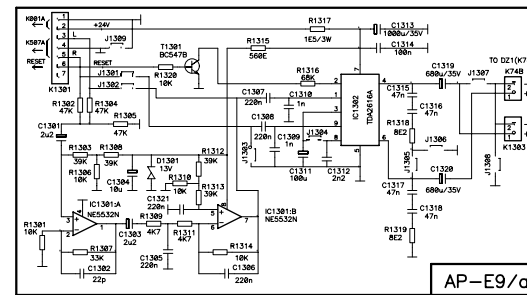 K801A
+24V
K507A
L
J1309
R
RESET
RESET
J1301
J1302
K1301
R1320
10K
T1301
BC547B
R1302
47K
R1304
47K
R1305
47K
C1301
2u2
R1315
560E
R1317
1E5/3W
C1313
1000u/35V
C1314
100n
R1316
68K
C1307
220n
C1310
1n
C1308
220n
J1303
C1309
1n
J1304
C1311
100u
C1312
2n2
IC1302
TDA2616A
C1315
47n
C1316
47n
R1318
8E2
J1305
J1306
C1317
47n
C1318
47n
R1319
8E2
C1319
680u/35V
J1307
C1320
680u/35V
J1308
TO DZ1(K7
K74B
K1303
R1303
39K
R1308
39K
R1306
10K
C1304
10u
D1301
13V
R1310
10K
R1312
39K
R1313
39K
C1321
220n
IC1301:A
NE5532N
R1301
10K
R1307
33K
C1302
22p
C1303
2u2
R1309
4K7
C1305
220n
R1311
4K7
IC1301:B
NE5532N
R1314
10K
C1306
220n
AP-E9/a